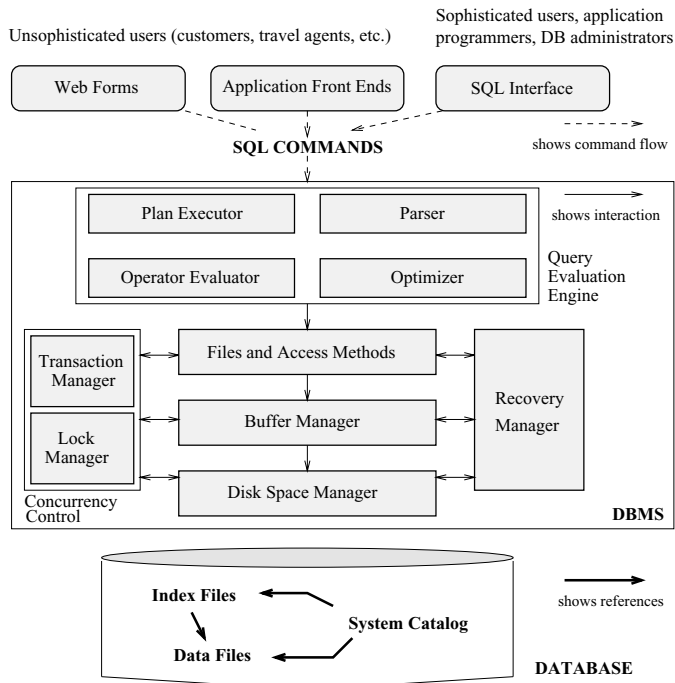 Unsophisticated users (customers, travel agents, etc.)
Sophisticated users, application
programmers, DB administrators
Web Forms
Application Front Ends
SQL Interface
SQL COMMANDS
shows command flow
Plan Executor
Parser
shows interaction
Operator Evaluator
Optimizer
Query
Evaluation
Engine
Transaction
Manager
Files and Access Methods
Recovery
Manager
Buffer Manager
Lock
Manager
Disk Space Manager
Concurrency
Control
DBMS
Index Files
shows references
System Catalog
Data Files
DATABASE